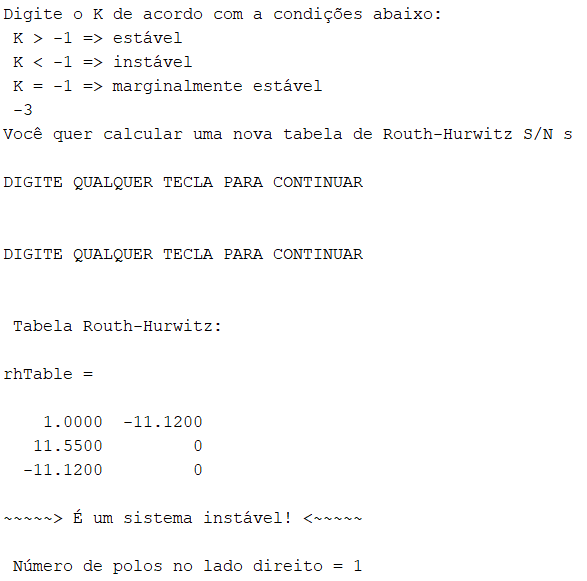 Digite o K de acordo com a condições abaixo:
K > -1 => estável
K < -1 => instável
K = -1 => marginalmente estável
-3
Você quer calcular uma nova tabela de Routh-Hurwitz S/N s
DIGITE QUALQUER TECLA PARA CONTINUAR
DIGITE QUALQUER TECLA PARA CONTINUAR
Tabela Routh-Hurwitz:
rhTable =
1.0000 -11.1200
11.5500 0
-11.1200 0
~~~~~> É um sistema instável! <~~~~~
Número de polos no lado direito = 1